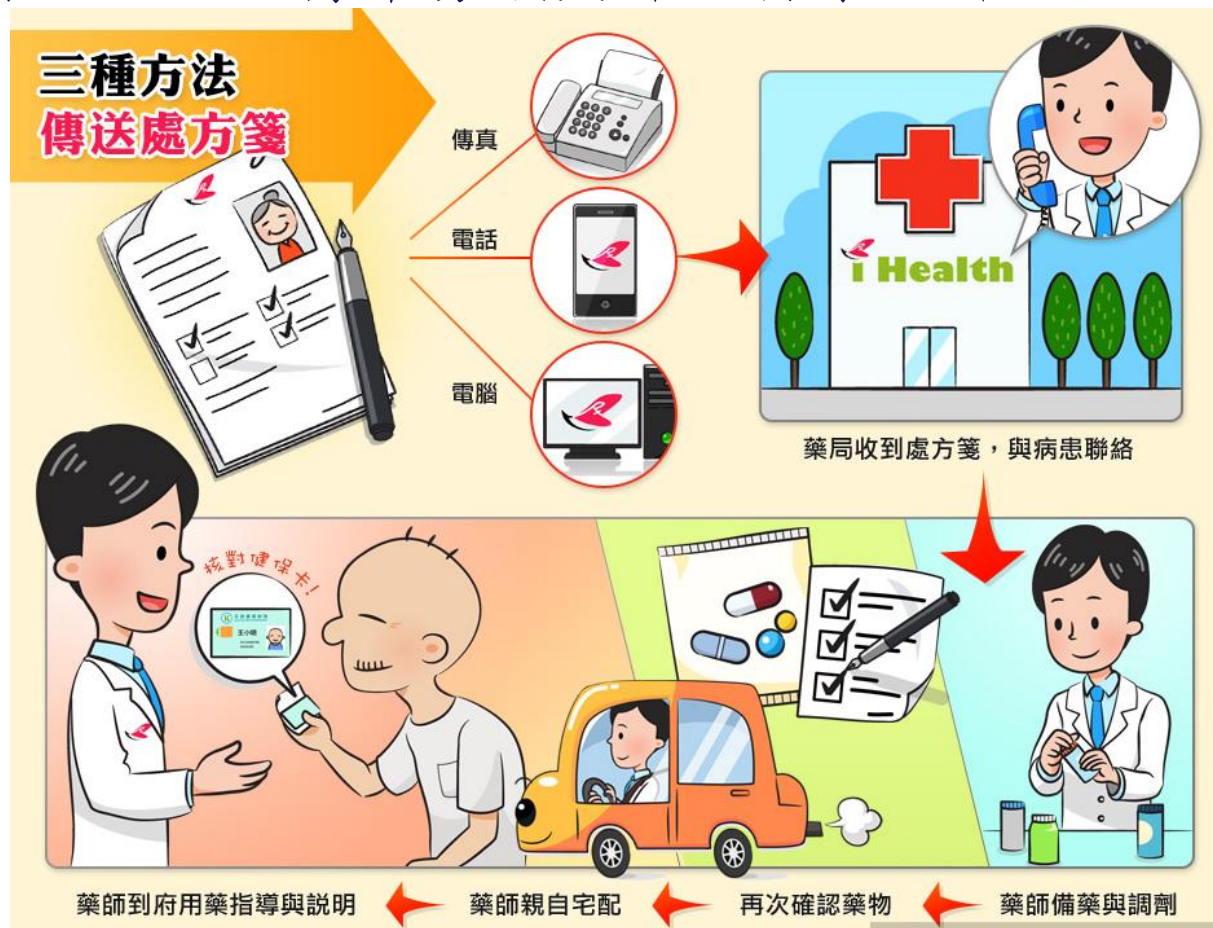 三種方法
傳送處方箋
傳真
電話
電腦
i Health
藥局收到處方箋，與病患聯絡
核對健保卡!
王小明
藥師到府用藥指導與説明
藥師親自宅配
再次確認藥物
藥師備藥與調劑